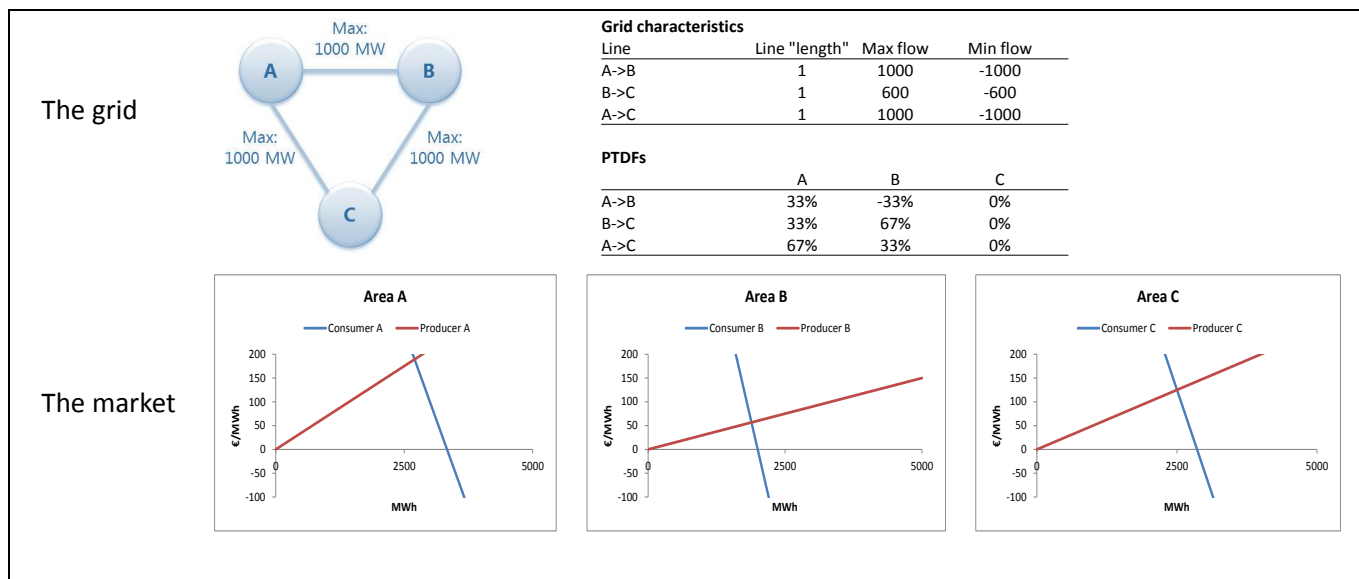 The grid
Max:
1000 MW
A
B
Max:
1000 MW
Max:
1000 MW
C
Grid characteristics
Line Line "length" Max flow Min flow
A->B 1 1000 -1000
B->C 1 600 -600
A->C 1 1000 -1000
PTDFs
A B C
A->B 33% -33% 0%
B->C 33% 67% 0%
A->C 67% 33% 0%
The market
Area A
Consumer A Producer A
200
150
100
50
0
-50
-100
€/MWh
0 2500 5000
MWh
Area B
Consumer B Producer B
200
150
100
50
0
-50
-100
€/MWh
0 2500 5000
MWh
Area C
Consumer C Producer C
200
150
100
50
0
-50
-100
€/MWh
0 2500 5000
MWh